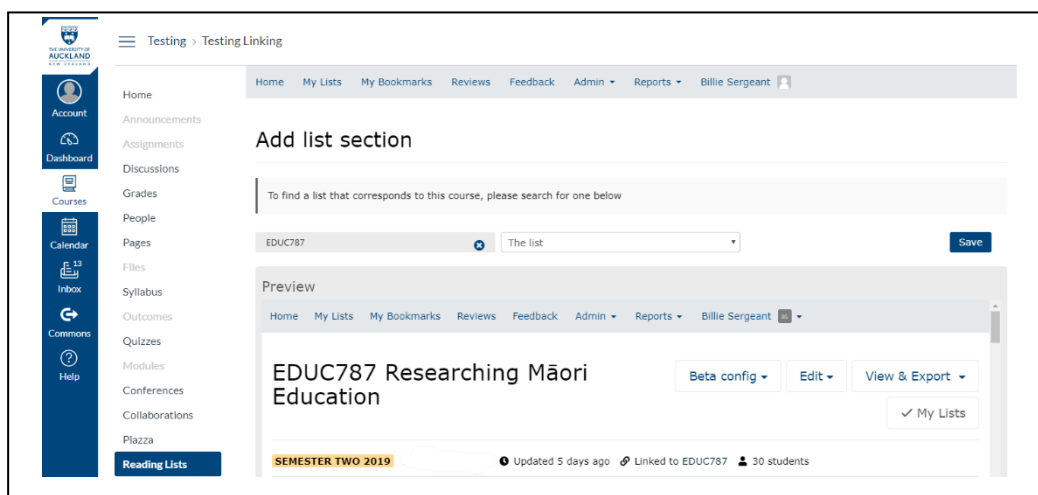 THE UNIVERSITY OF
AUCKLAND
NEW ZEALAND
Testing > Testing Linking
Account
Dashboard
Courses
Calendar
13
Inbox
Commons
Help
Home
Announcements
Assignments
Discussions
Grades
People
Pages
Files
Syllabus
Outcomes
Quizzes
Modules
Conferences
Collaborations
Piazza
Reading Lists
Home My Lists My Bookmarks Reviews Feedback Admin Reports Billie Sergeant
Add list section
To find a list that corresponds to this course, please search for one below
EDUC787 The list Save
Preview
Home My Lists My Bookmarks Reviews Feedback Admin Reports Billie Sergeant
EDUC787 Researching Māori
Education
Beta config Edit View & Export
My Lists
SEMESTER TWO 2019 Updated 5 days ago Linked to EDUC787 30 students